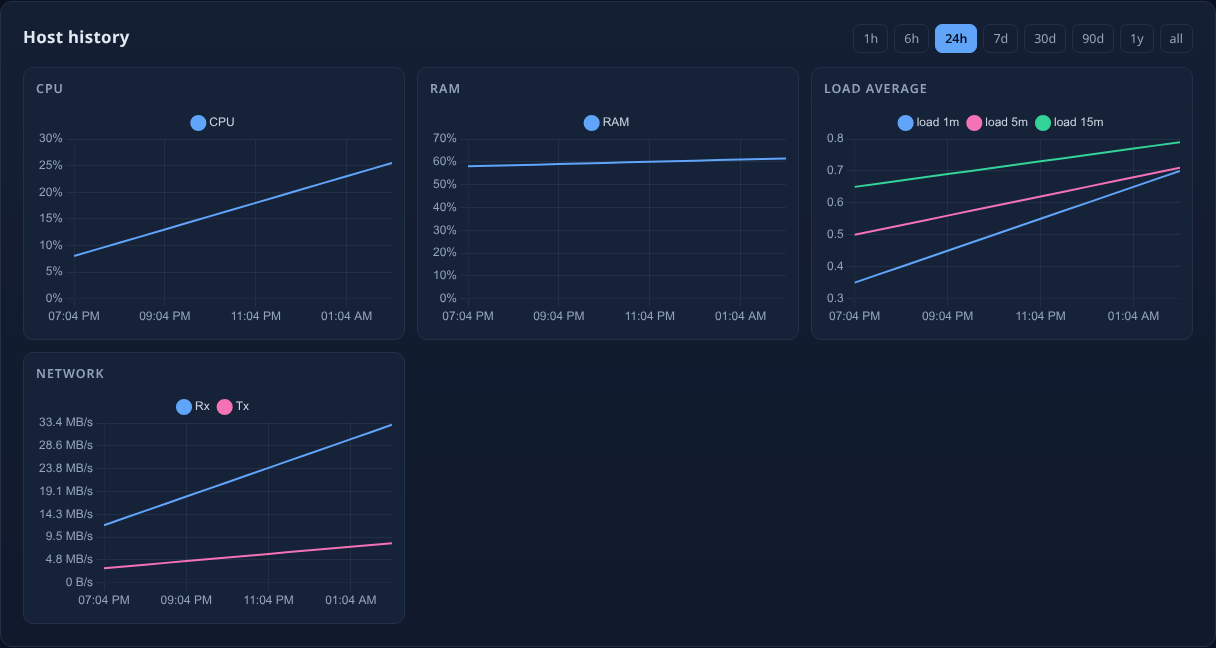 Host history
1h 6h 24h 7d 30d 90d 1y all
CPU
CPU
30%
25%
20%
15%
10%
5%
0%
07:04 PM 09:04 PM 11:04 PM 01:04 AM
RAM
RAM
70%
60%
50%
40%
30%
20%
10%
0%
07:04 PM 09:04 PM 11:04 PM 01:04 AM
LOAD AVERAGE
load 1m load 5m load 15m
0.8
0.7
0.6
0.5
0.4
0.3
07:04 PM 09:04 PM 11:04 PM 01:04 AM
NETWORK
Rx Tx
33.4 MB/s
28.6 MB/s
23.8 MB/s
19.1 MB/s
14.3 MB/s
9.5 MB/s
4.8 MB/s
0 B/s
07:04 PM 09:04 PM 11:04 PM 01:04 AM